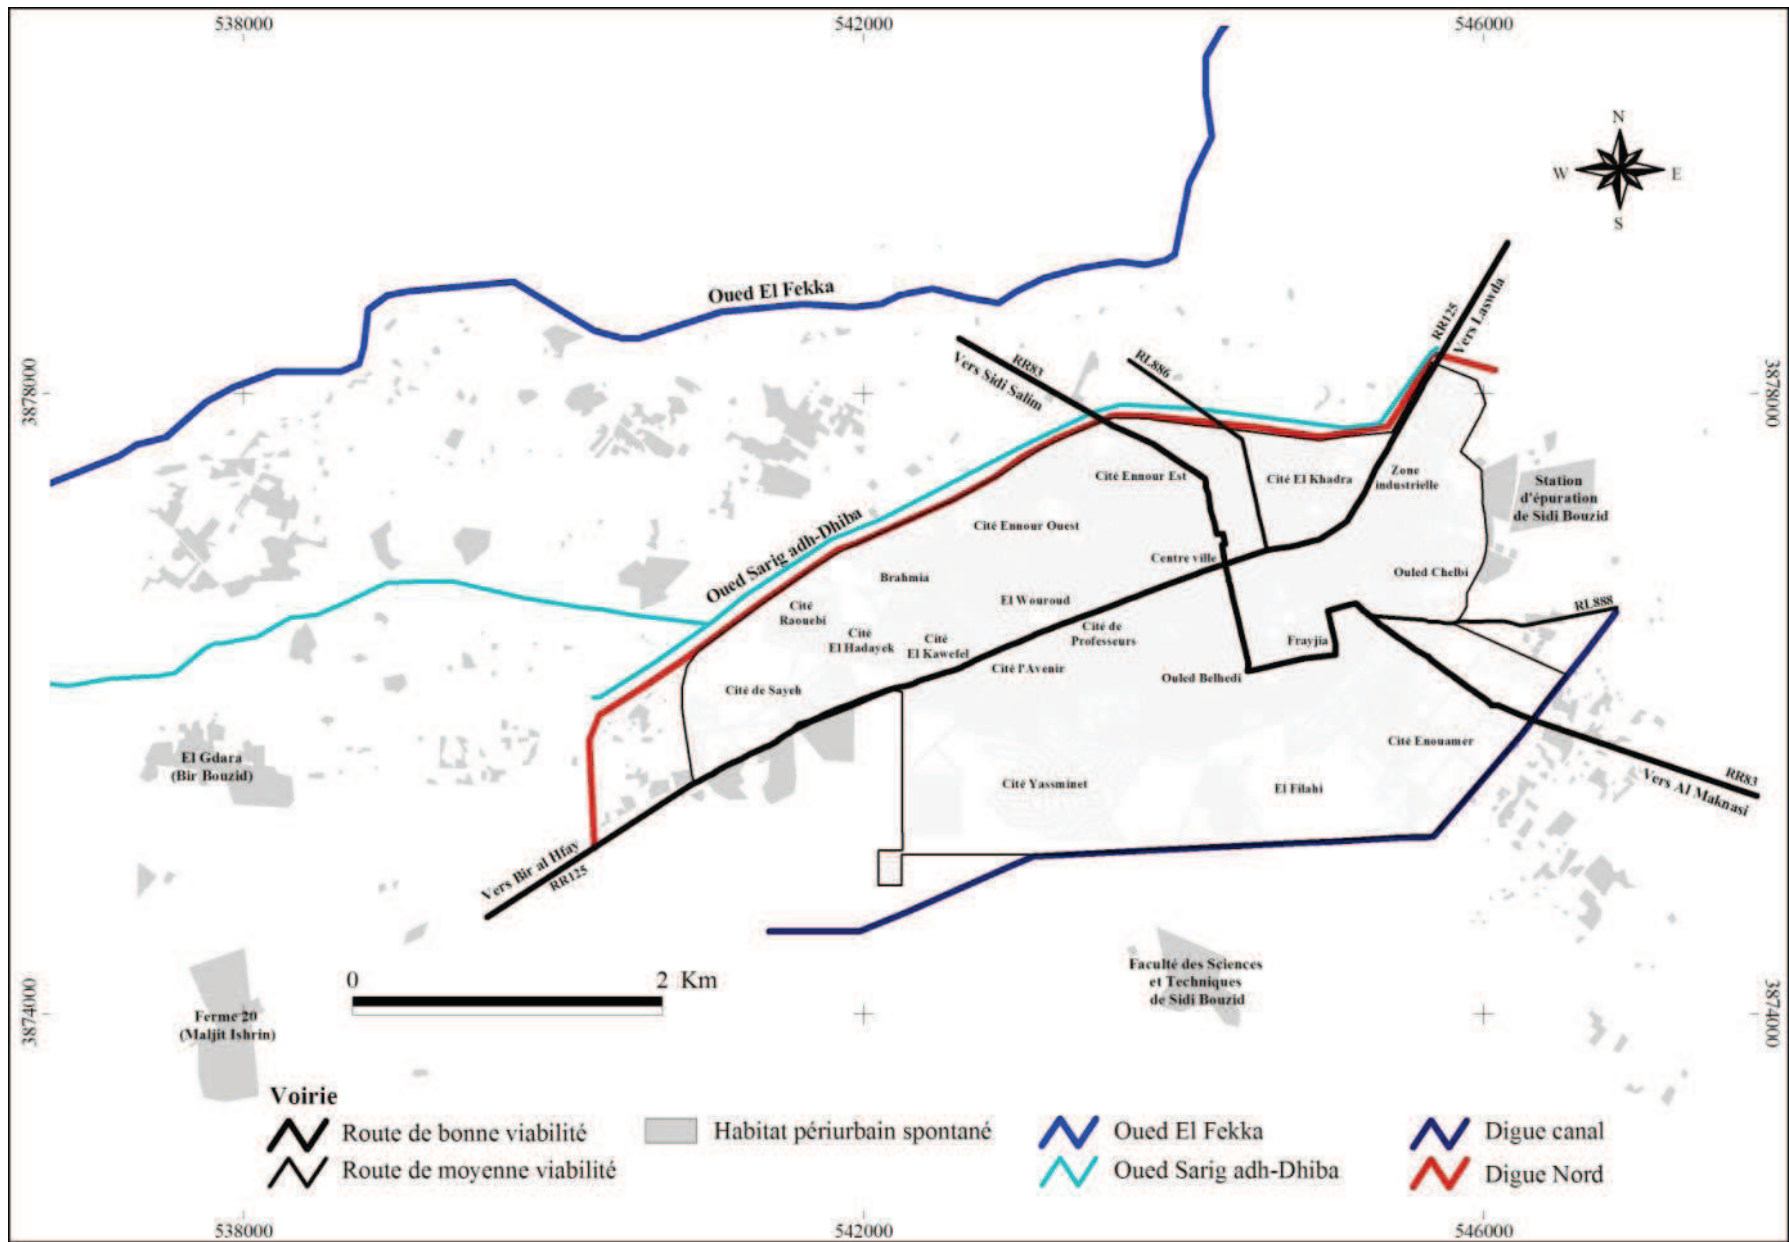 538000
542000
546000
N
W
E
S
3878000
3878000
Oued El Fekka
RR125
Vers Laswda
RR83
Vers Sidi Salim
RL886
Cité Ennour Est
Cité El Khadra
Zone
industrielle
Station
d'épuration
de Sidi Bouzid
Oued Sarig adh-Dhiba
Cité Ennour Ouest
Centre ville
Brahmia
Ouled Chelbi
El Wouroud
Cité
Raouebi
RL888
Cité
El Hadayek
Cité
El Kawefel
Cité de
Professeurs
Frayjia
Cité l'Avenir
Ouled Belhedi
Cité de Sayeh
Cité Enouamer
El Gdara
(Bir Bouzid)
Cité Yassminet
El Filahi
RR83
Vers Al Maknasi
Vers Bir al Hfay
RR125
0
2 Km
Faculté des Sciences
et Techniques
de Sidi Bouzid
Ferme 20
(Maljit Ishrin)
3874000
3874000
Voirie
Route de bonne viabilité
Route de moyenne viabilité
Habitat périurbain spontané
Oued El Fekka
Oued Sarig adh-Dhiba
Digue canal
Digue Nord
538000
542000
546000